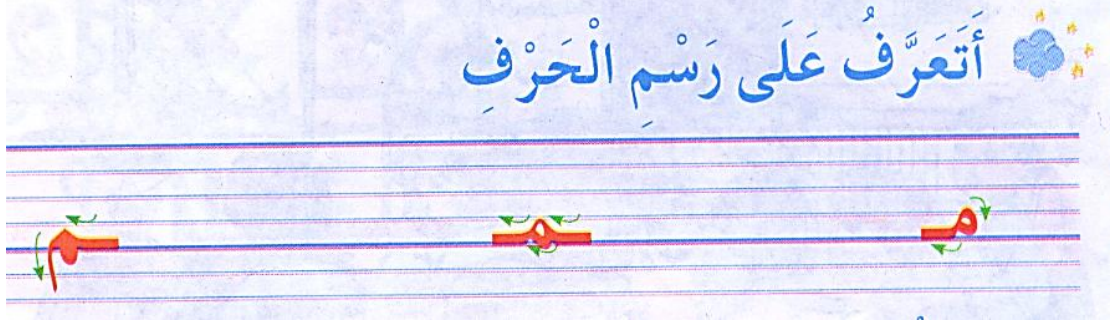 أَتَعَرَّفُ عَلَى رَسْمِ الْحَرْفِ
مـ ـمـ ـم